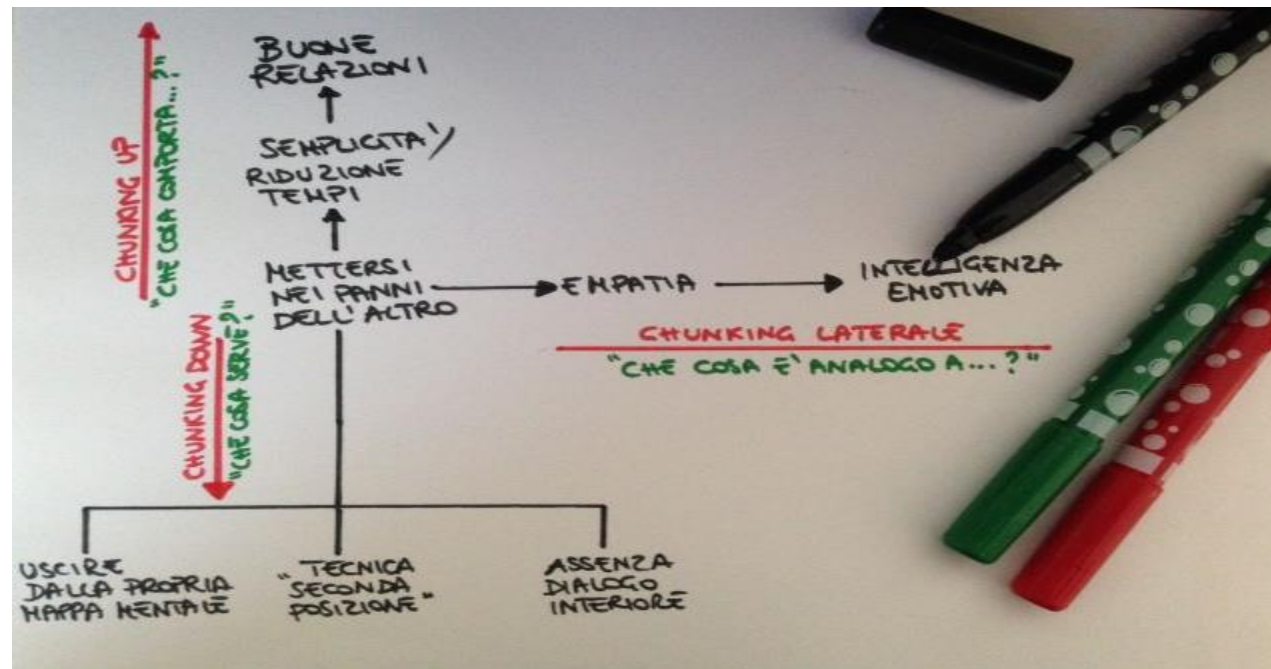 BUONE
RELAZIONI
SEMPLICITA'/
RIDUZIONE
TEMPI
CHUNKING UP
"CHE COSA COMPORTA...?"
METTERSI
NEI PANNI
DELL'ALTRO
EMPATIA
INTELLIGENZA
EMOTIVA
CHUNKING LATERALE
"CHE COSA E' ANALOGO A...?"
CHUNKING DOWN
"CHE COSA SERVE?"
USCIRE
DALLA PROPRIA
MAPPA MENTALE
"TECNICA
SECONDA
POSIZIONE"
ASSENZA
DIALOGO
INTERIORE